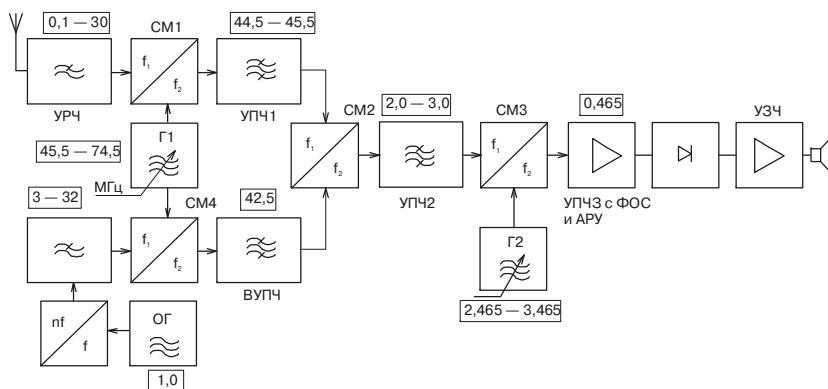 0,1 — 30
СМ1
44,5 — 45,5
f₁
f₂
УРЧ
УПЧ1
Г1
45,5 — 74,5
МГц
СМ2
2,0 — 3,0
f₁
f₂
УПЧ2
СМ3
f₁
f₂
0,465
УПЧ3 с ФОС
и АРУ
УЗЧ
3 — 32
СМ4
f₁
f₂
42,5
ВУПЧ
Г2
2,465 — 3,465
nf
f
ОГ
1,0